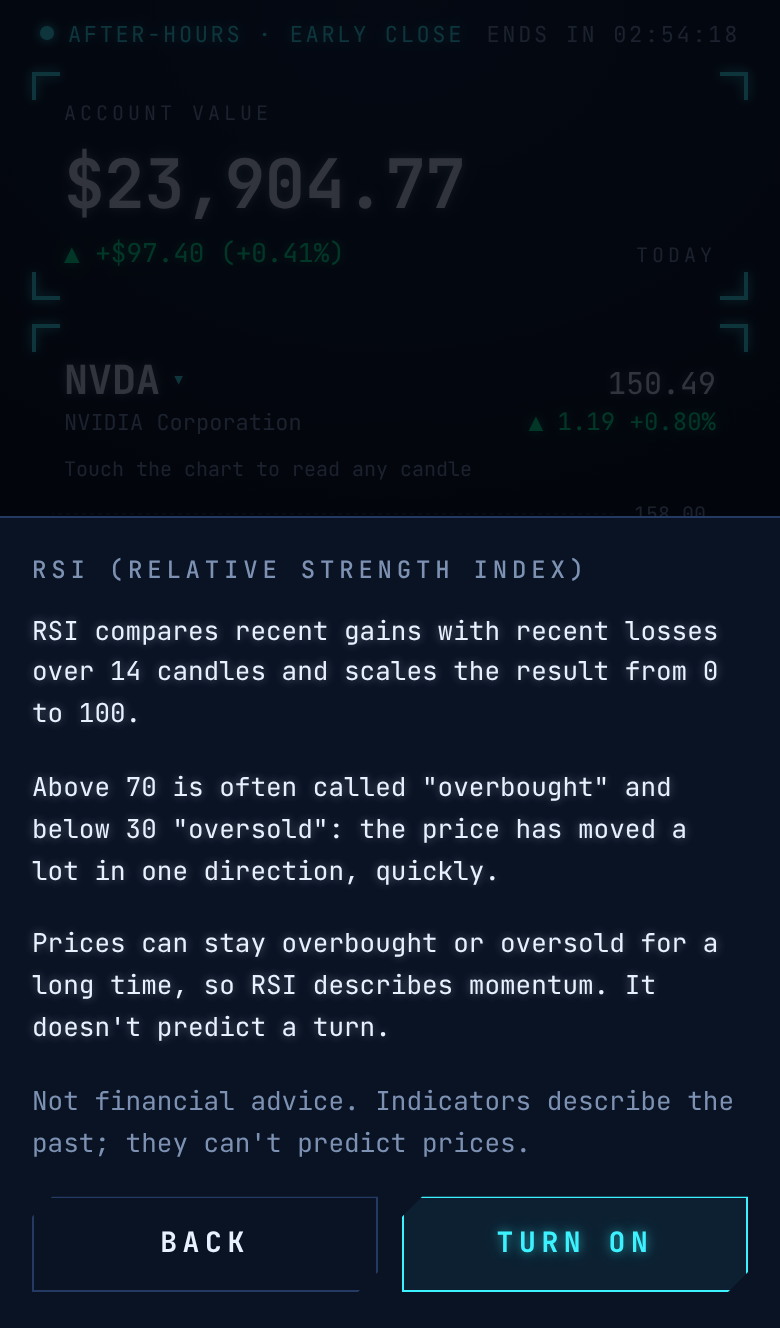 AFTER-HOURS · EARLY CLOSE ENDS IN 02:54:18
ACCOUNT VALUE
$23,904.77
▲ +$97.40 (+0.41%) TODAY
NVDA ▼ 150.49
NVIDIA Corporation ▲ 1.19 +0.80%
Touch the chart to read any candle
158.00
RSI (RELATIVE STRENGTH INDEX)
RSI compares recent gains with recent losses
over 14 candles and scales the result from 0
to 100.
Above 70 is often called "overbought" and
below 30 "oversold": the price has moved a
lot in one direction, quickly.
Prices can stay overbought or oversold for a
long time, so RSI describes momentum. It
doesn't predict a turn.
Not financial advice. Indicators describe the
past; they can't predict prices.
BACK TURN ON